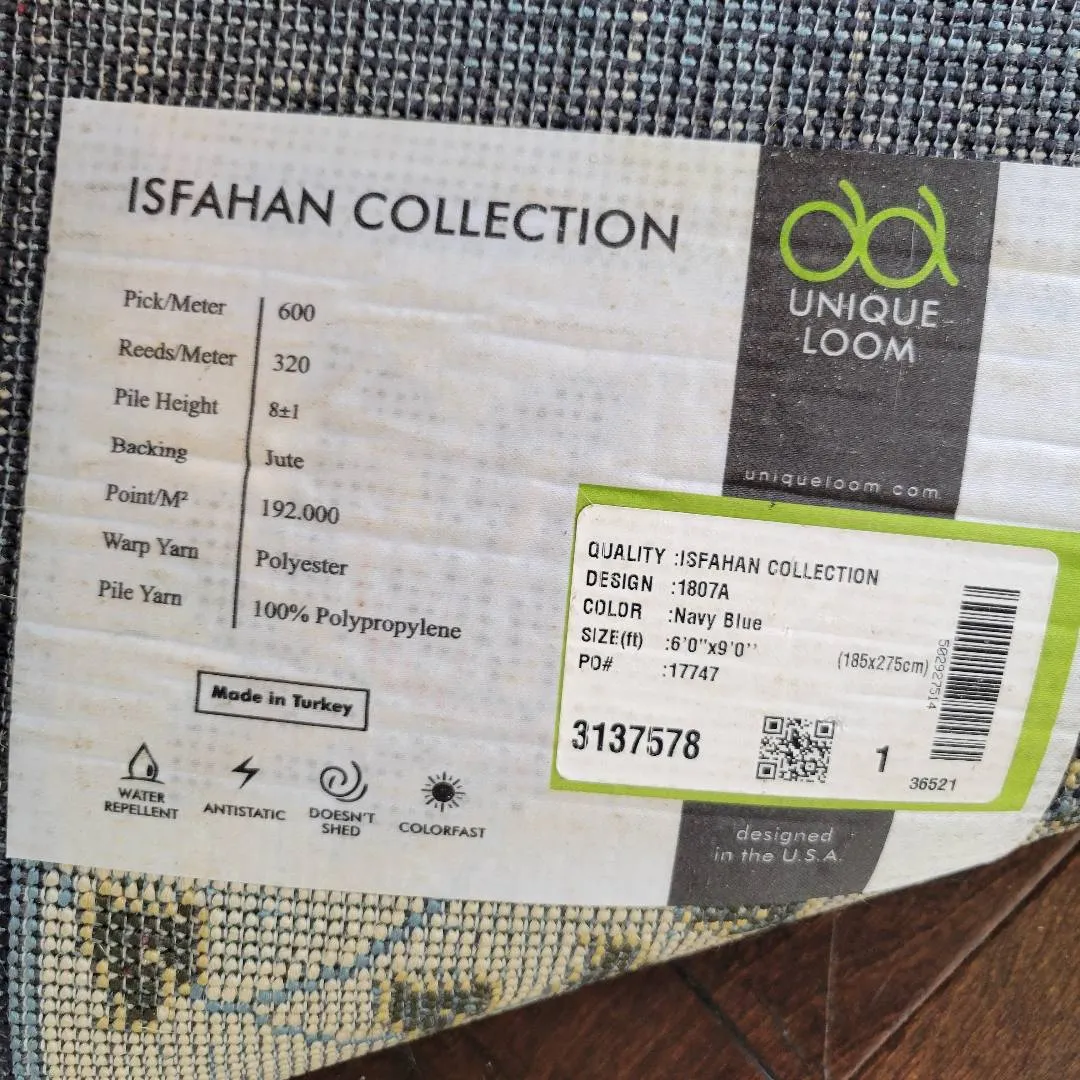 ISFAHAN COLLECTION
Pick/Meter 600
Reeds/Meter 320
Pile Height 8±1
Backing Jute
Point/M² 192.000
Warp Yarn Polyester
Pile Yarn 100% Polypropylene
Made in Turkey
WATER
REPELLENT
ANTISTATIC
DOESN'T
SHED
COLORFAST
UNIQUE
LOOM
uniqueloom.com
QUALITY :ISFAHAN COLLECTION
DESIGN :1807A
COLOR :Navy Blue
SIZE(ft) :6'0''x9'0'' (185x275cm)
PO# :17747
502927514
3137578 1
36521
designed
in the U.S.A.